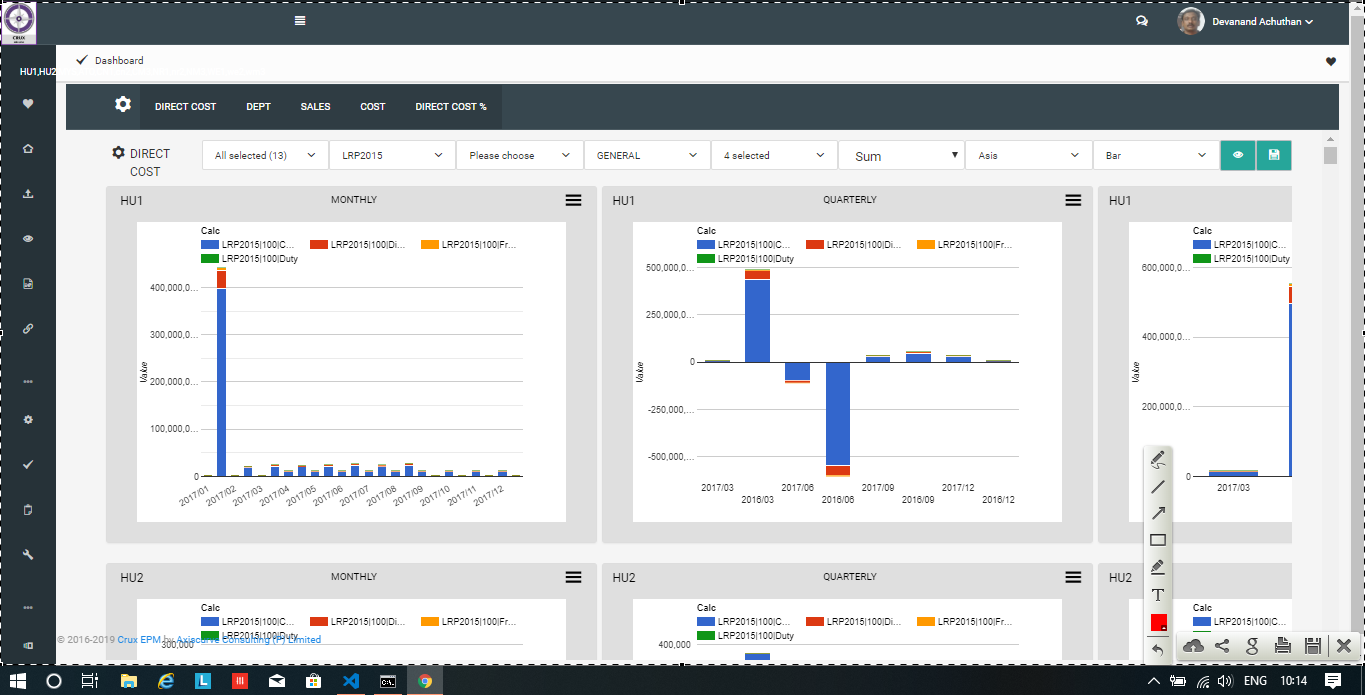 CRUX
Devanand Achuthan
HU1,HU2
Dashboard
DIRECT COST DEPT SALES COST DIRECT COST %
DIRECT COST
All selected (13) LRP2015 Please choose GENERAL 4 selected Sum Asis Bar
HU1 MONTHLY
Calc
LRP2015|100|C... LRP2015|100|Di... LRP2015|100|Fr...
LRP2015|100|Duty
400,000,0...
300,000,0...
200,000,0...
100,000,0...
0
Value
2017/01 2017/02 2017/03 2017/04 2017/05 2017/06 2017/07 2017/08 2017/09 2017/10 2017/11 2017/12
HU1 QUARTERLY
Calc
LRP2015|100|C... LRP2015|100|Di... LRP2015|100|Fr...
LRP2015|100|Duty
500,000,0...
250,000,0...
0
-250,000,...
-500,000,...
Value
2017/03 2017/06 2017/09 2017/12
2016/03 2016/06 2016/09 2016/12
HU1
Calc
LRP2015|100|C...
LRP2015|100|Duty
600,000,0...
400,000,0...
200,000,0...
0
Value
2017/03
HU2 MONTHLY
Calc
LRP2015|100|C... LRP2015|100|Di... LRP2015|100|Fr...
LRP2015|100|Duty
300,000
HU2 QUARTERLY
Calc
LRP2015|100|C... LRP2015|100|Di... LRP2015|100|Fr...
LRP2015|100|Duty
400,000
HU2
Calc
LRP2015|100|C...
© 2016-2019 Crux EPM by Axiscurve Consulting (P) Limited
T
g
L
ENG 10:14